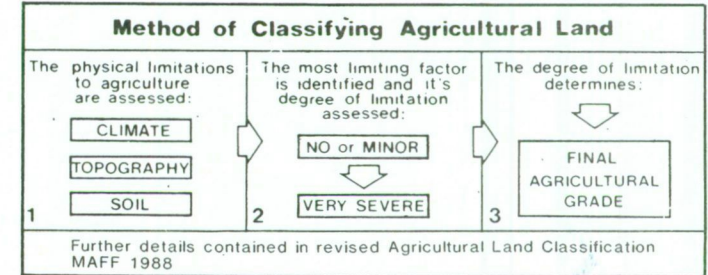 Method of Classifying Agricultural Land
The physical limitations
to agriculture
are assessed:
CLIMATE
TOPOGRAPHY
SOIL
1
The most limiting factor
is identified and it's
degree of limitation
assessed:
NO or MINOR
VERY SEVERE
2
The degree of limitation
determines:
FINAL
AGRICULTURAL
GRADE
3
Further details contained in revised Agricultural Land Classification
MAFF 1988